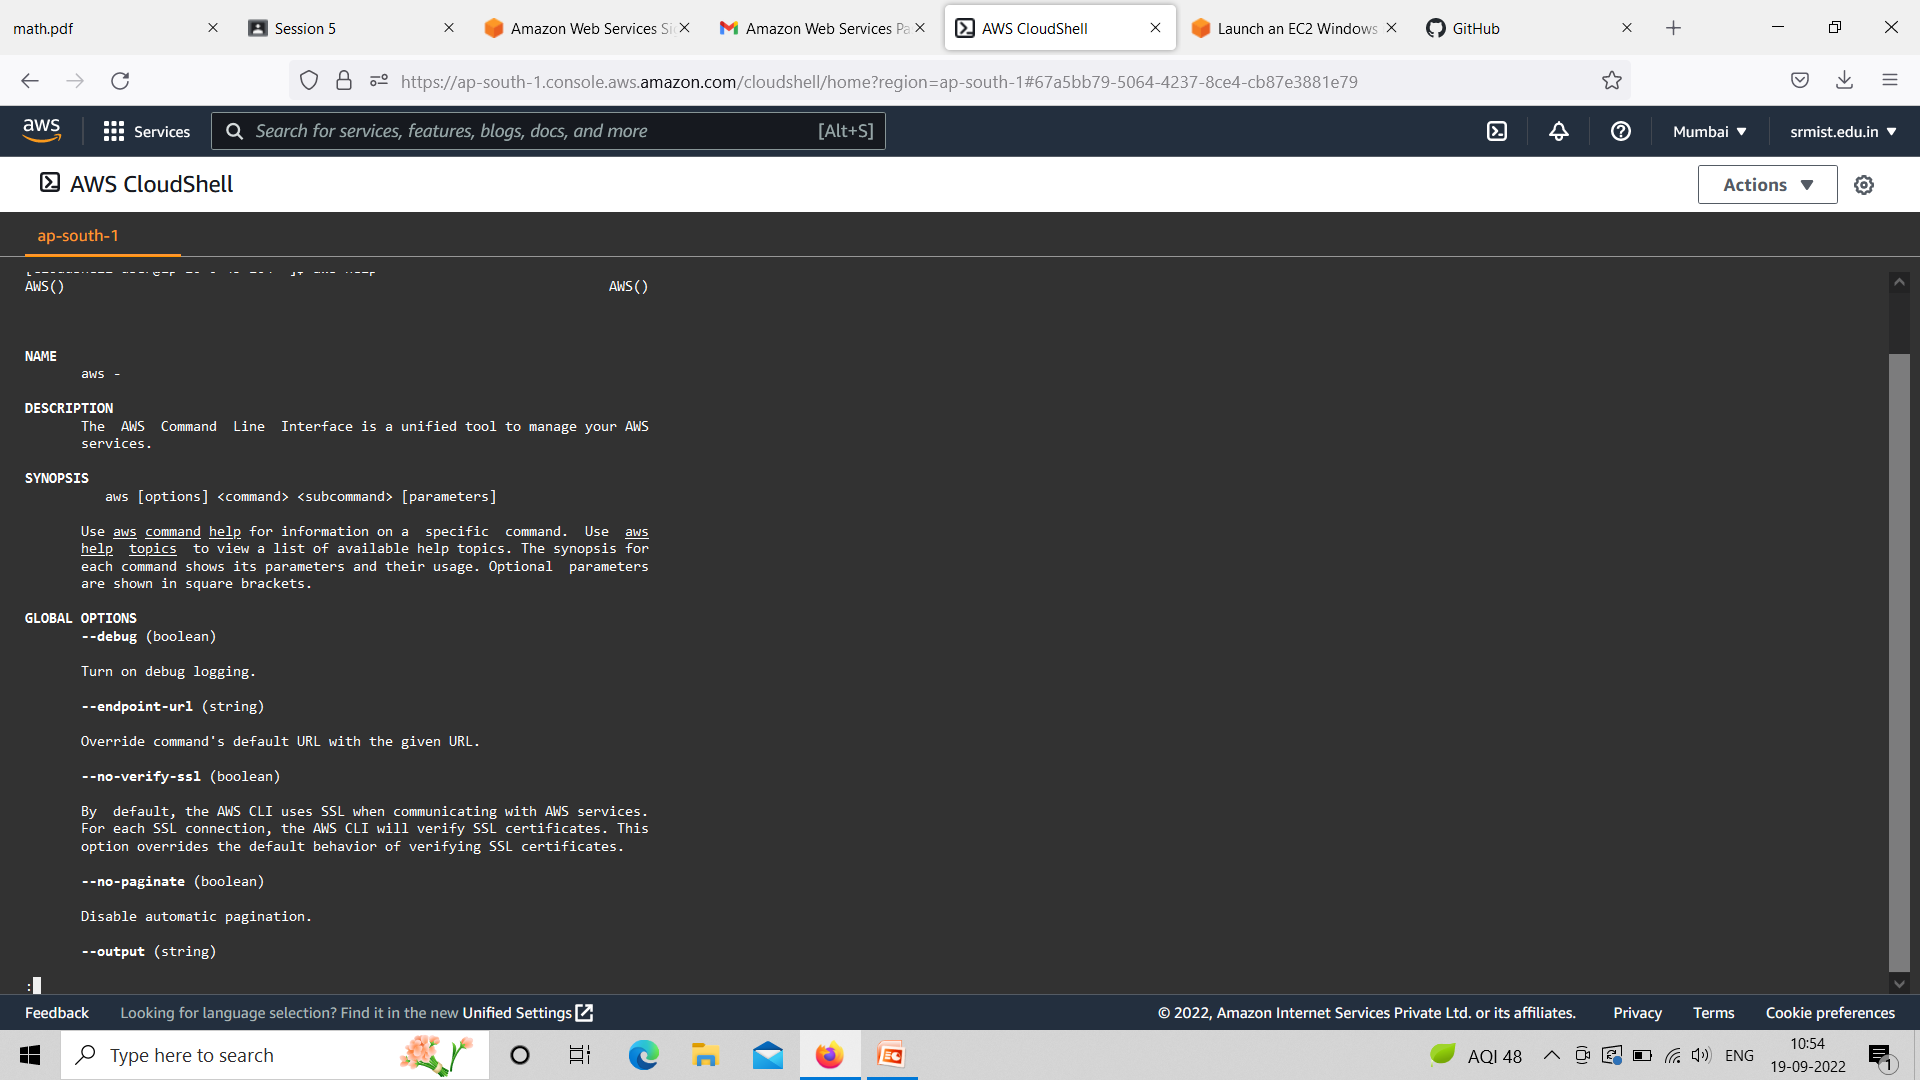 math.pdf
Session 5
Amazon Web Services Si
Amazon Web Services Pa
AWS CloudShell
Launch an EC2 Windows
GitHub
https://ap-south-1.console.aws.amazon.com/cloudshell/home?region=ap-south-1#67a5bb79-5064-4237-8ce4-cb87e3881e79
aws
Services
Search for services, features, blogs, docs, and more
[Alt+S]
Mumbai
srmist.edu.in
AWS CloudShell
Actions
ap-south-1
AWS() AWS()
NAME
aws -
DESCRIPTION
The AWS Command Line Interface is a unified tool to manage your AWS
services.
SYNOPSIS
aws [options] <command> <subcommand> [parameters]
Use aws command help for information on a specific command. Use aws
help topics to view a list of available help topics. The synopsis for
each command shows its parameters and their usage. Optional parameters
are shown in square brackets.
GLOBAL OPTIONS
--debug (boolean)
Turn on debug logging.
--endpoint-url (string)
Override command's default URL with the given URL.
--no-verify-ssl (boolean)
By default, the AWS CLI uses SSL when communicating with AWS services.
For each SSL connection, the AWS CLI will verify SSL certificates. This
option overrides the default behavior of verifying SSL certificates.
--no-paginate (boolean)
Disable automatic pagination.
--output (string)
:
Feedback
Looking for language selection? Find it in the new Unified Settings
© 2022, Amazon Internet Services Private Ltd. or its affiliates.
Privacy
Terms
Cookie preferences
Type here to search
AQI 48
ENG
10:54
19-09-2022
1